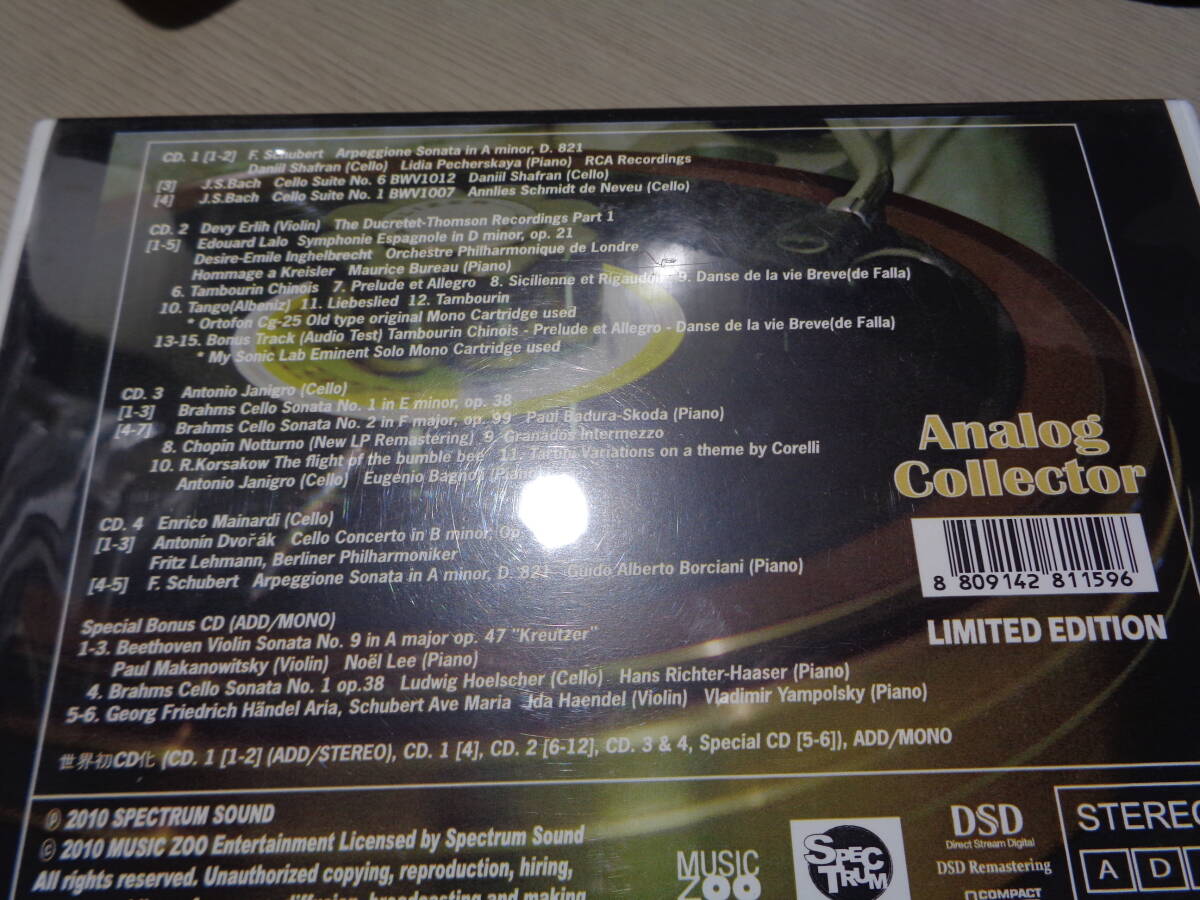 CD. 1 [1-2] F. Schubert Arpeggione Sonata in A minor, D. 821
Daniil Shafran (Cello) Lidia Pecherskaya (Piano) RCA Recordings
[3] J.S.Bach Cello Suite No. 6 BWV1012 Daniil Shafran (Cello)
[4] J.S.Bach Cello Suite No. 1 BWV1007 Annlies Schmidt de Neveu (Cello)
CD. 2 Devy Erlih (Violin) The Ducretet-Thomson Recordings Part 1
[1-5] Edouard Lalo Symphonie Espagnole in D minor, op. 21
Desire-Emile Inghelbrecht Orchestre Philharmonique de Londre
Hommage a Kreisler Maurice Bureau (Piano)
6. Tambourin Chinois 7. Prelude et Allegro 8. Sicilienne et Rigaudon 9. Danse de la vie Breve(de Falla)
10. Tango(Albeniz) 11. Liebeslied 12. Tambourin
* Ortofon Cg-25 Old type original Mono Cartridge used
13-15. Bonus Track (Audio Test) Tambourin Chinois - Prelude et Allegro - Danse de la vie Breve(de Falla)
* My Sonic Lab Eminent Solo Mono Cartridge used
CD. 3 Antonio Janigro (Cello)
[1-3] Brahms Cello Sonata No. 1 in E minor, op. 38
[4-7] Brahms Cello Sonata No. 2 in F major, op. 99 Paul Badura-Skoda (Piano)
8. Chopin Notturno (New LP Remastering) 9. Granados Intermezzo
10. R.Korsakow The flight of the bumble bee 11. Tartini Variations on a theme by Corelli
Antonio Janigro (Cello) Eugenio Bagnoli (Piano)
CD. 4 Enrico Mainardi (Cello)
[1-3] Antonín Dvořák Cello Concerto in B minor, Op
Fritz Lehmann, Berliner Philharmoniker
[4-5] F. Schubert Arpeggione Sonata in A minor, D. 821 Guido Alberto Borciani (Piano)
Special Bonus CD (ADD/MONO)
1-3. Beethoven Violin Sonata No. 9 in A major op. 47 "Kreutzer"
Paul Makanowitsky (Violin) Noël Lee (Piano)
4. Brahms Cello Sonata No. 1 op.38 Ludwig Hoelscher (Cello) Hans Richter-Haaser (Piano)
5-6. Georg Friedrich Händel Aria, Schubert Ave Maria Ida Haendel (Violin) Vladimir Yampolsky (Piano)
世界初CD化 (CD. 1 [1-2] (ADD/STEREO), CD. 1 [4], CD. 2 [6-12], CD. 3 & 4, Special CD [5-6]), ADD/MONO
Analog
Collector
8 809142 811596
LIMITED EDITION
℗ 2010 SPECTRUM SOUND
© 2010 MUSIC ZOO Entertainment Licensed by Spectrum Sound
All rights reserved. Unauthorized copying, reproduction, hiring,
diffusion, broadcasting and making
MUSIC
ZOO
SPEC
TRUM
DSD
Direct Stream Digital
DSD Remastering
COMPACT
STEREO
A D